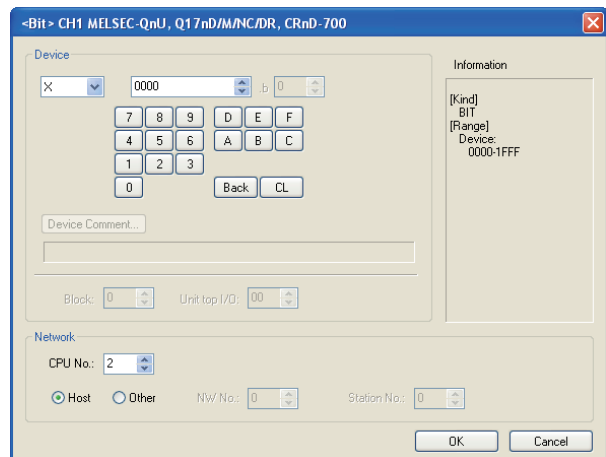 <Bit> CH1 MELSEC-QnU, Q17nD/M/NC/DR, CRnD-700
Device
X 0000 .b 0
7 8 9 D E F
4 5 6 A B C
1 2 3
0 Back CL
Device Comment...
Block: 0 Unit top I/O: 00
Information
[Kind]
BIT
[Range]
Device:
0000-1FFF
Network
CPU No.: 2
Host Other NW No.: 0 Station No.: 0
OK Cancel